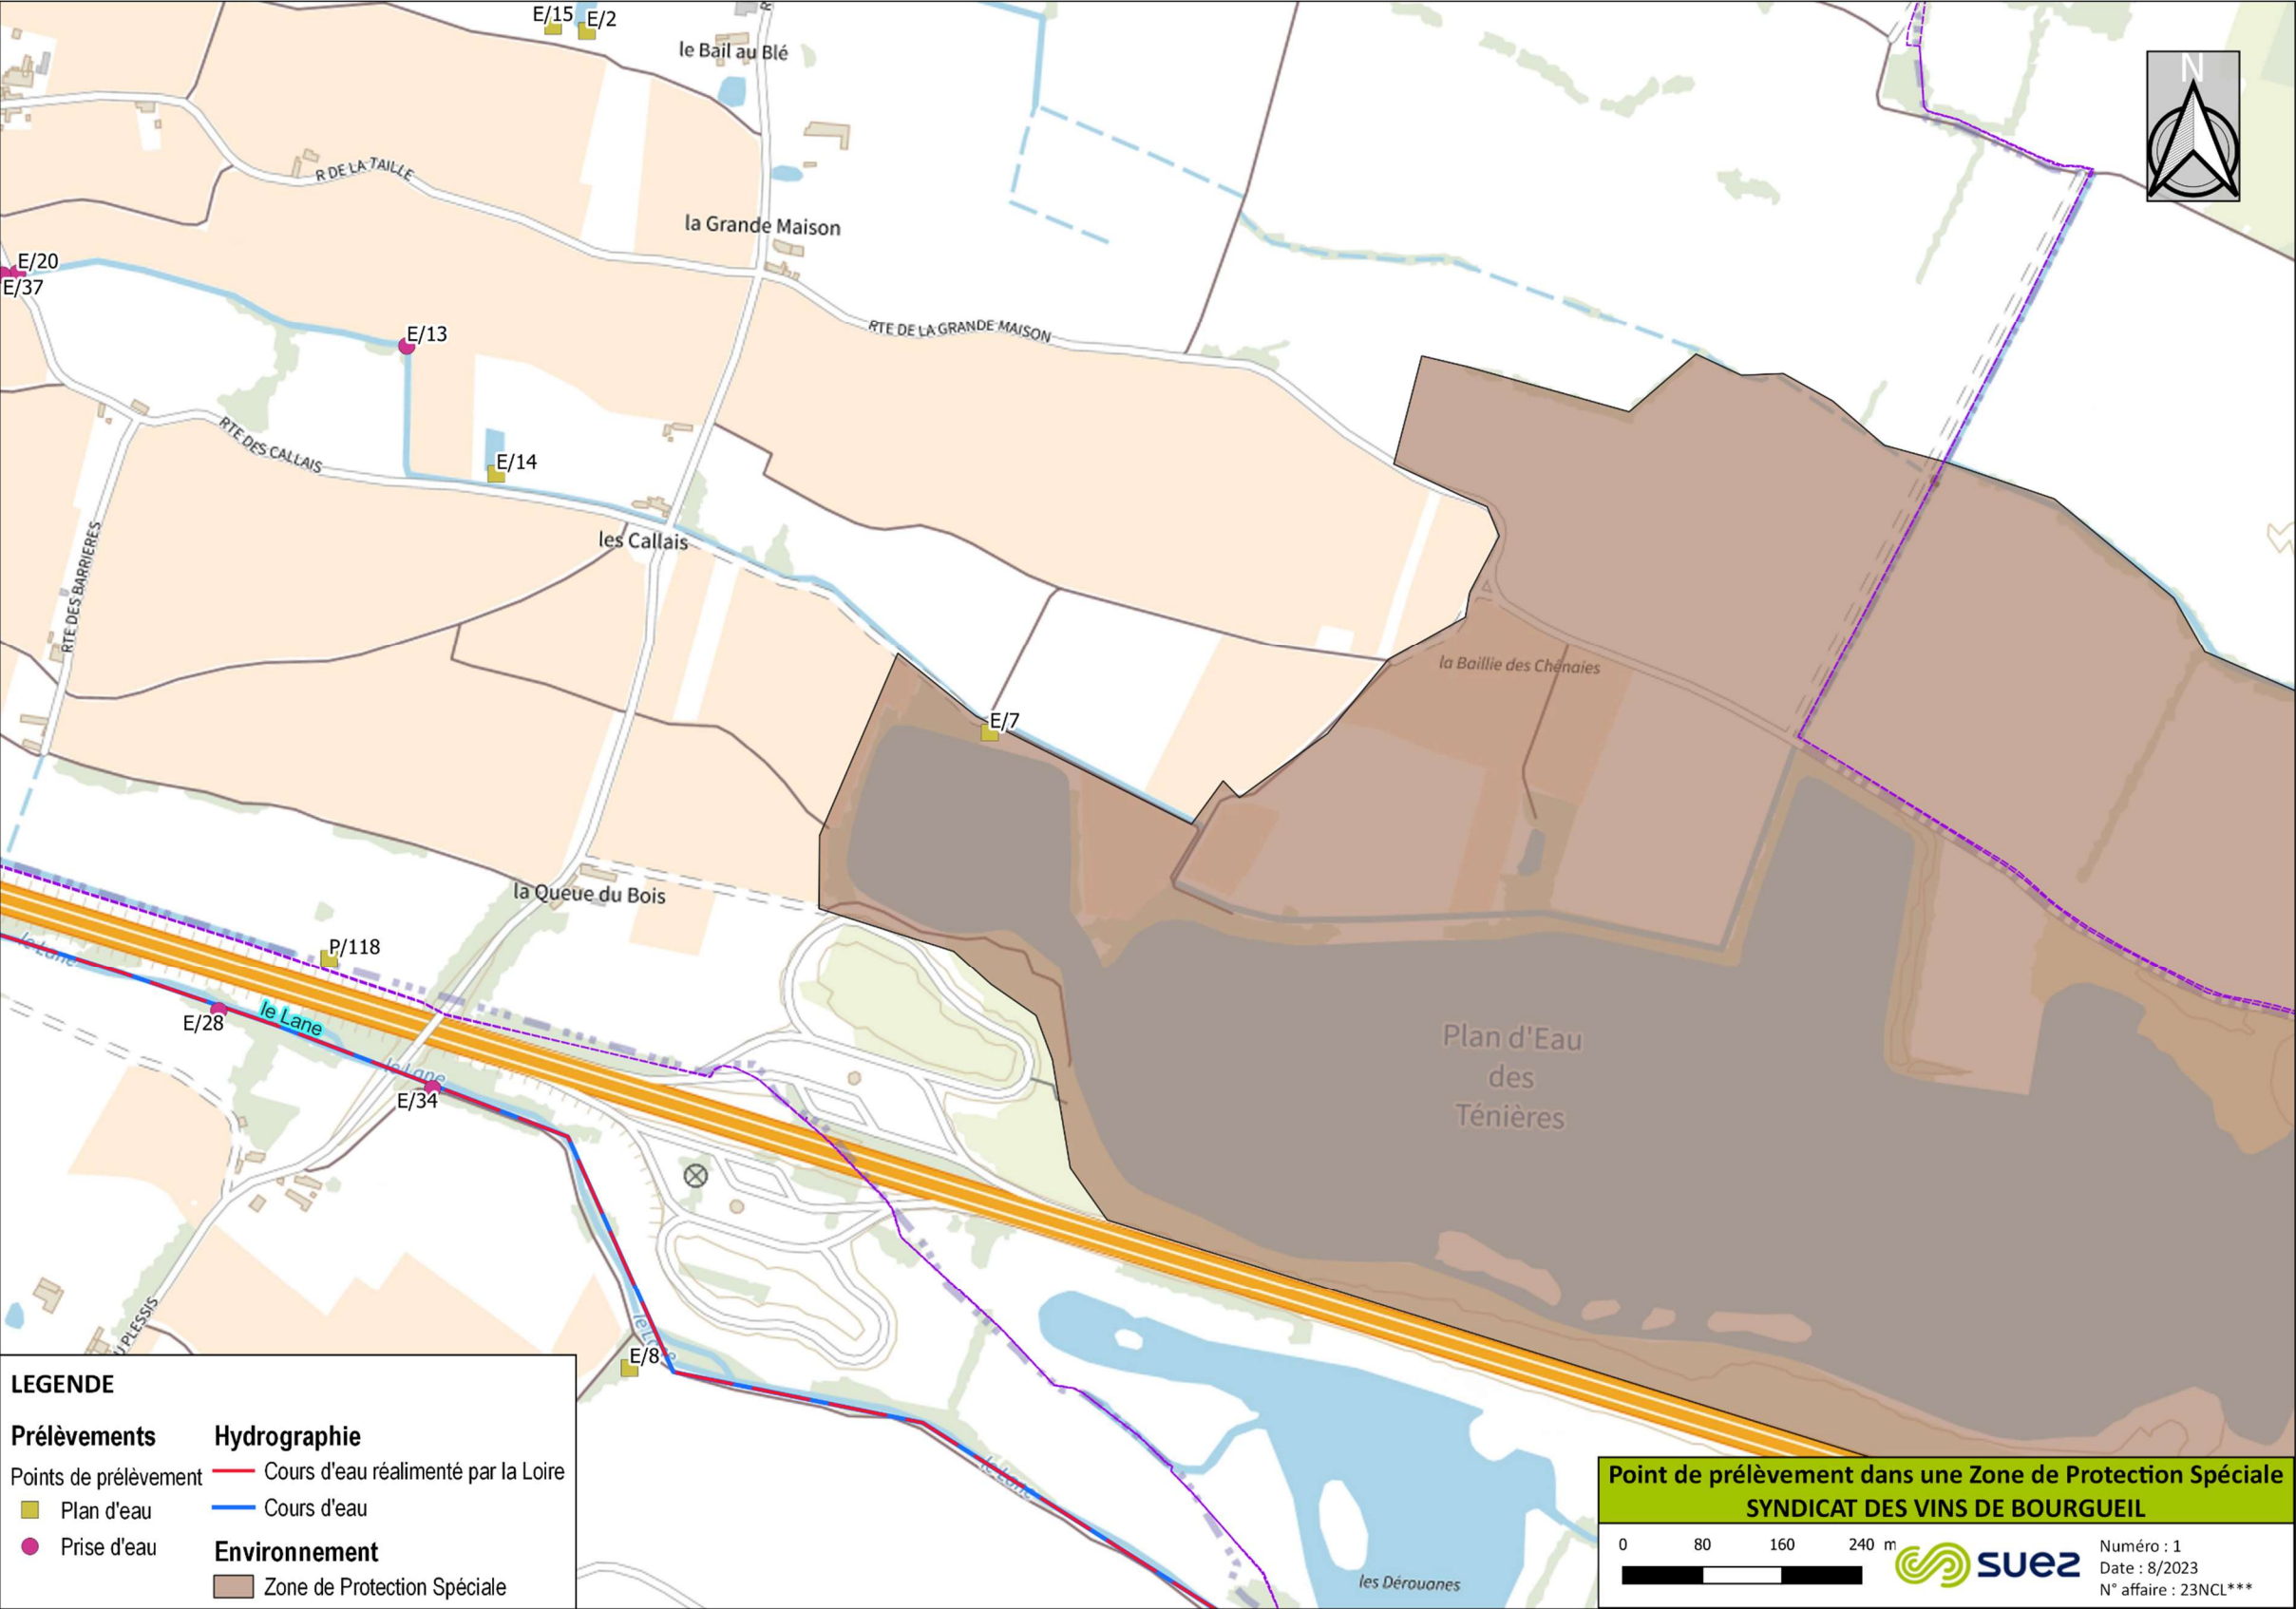 E/15
E/2
le Bail au Blé
N
R DE LA TAILLE
la Grande Maison
E/20
E/37
RTE DE LA GRANDE MAISON
E/13
RTE DES CALLAIS
E/14
les Callais
RTE DES BARRIERES
la Baillie des Chênaies
E/7
la Queue du Bois
P/118
le Lane
E/28
le Lane
le Lane
E/34
Plan d'Eau
des
Ténières
U PLESSIS
E/8
le Lane
les Dérouanes
LEGENDE
Prélèvements
Points de prélèvement
Plan d'eau
Prise d'eau
Hydrographie
Cours d'eau réalimenté par la Loire
Cours d'eau
Environnement
Zone de Protection Spéciale
Point de prélèvement dans une Zone de Protection Spéciale
SYNDICAT DES VINS DE BOURGUEIL
0 80 160 240 m
suez
Numéro : 1
Date : 8/2023
N° affaire : 23NCL***